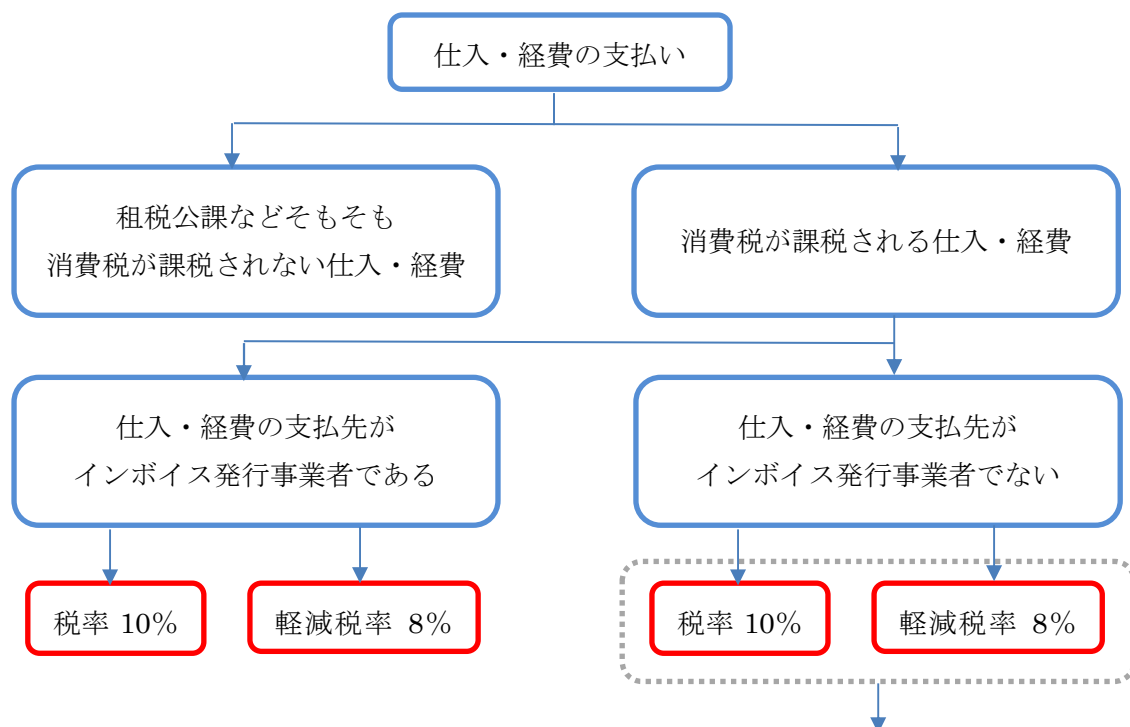 仕入・経費の支払い
租税公課などそもそも
消費税が課税されない仕入・経費
消費税が課税される仕入・経費
仕入・経費の支払先が
インボイス発行事業者である
仕入・経費の支払先が
インボイス発行事業者でない
税率 10%
軽減税率 8%
税率 10%
軽減税率 8%